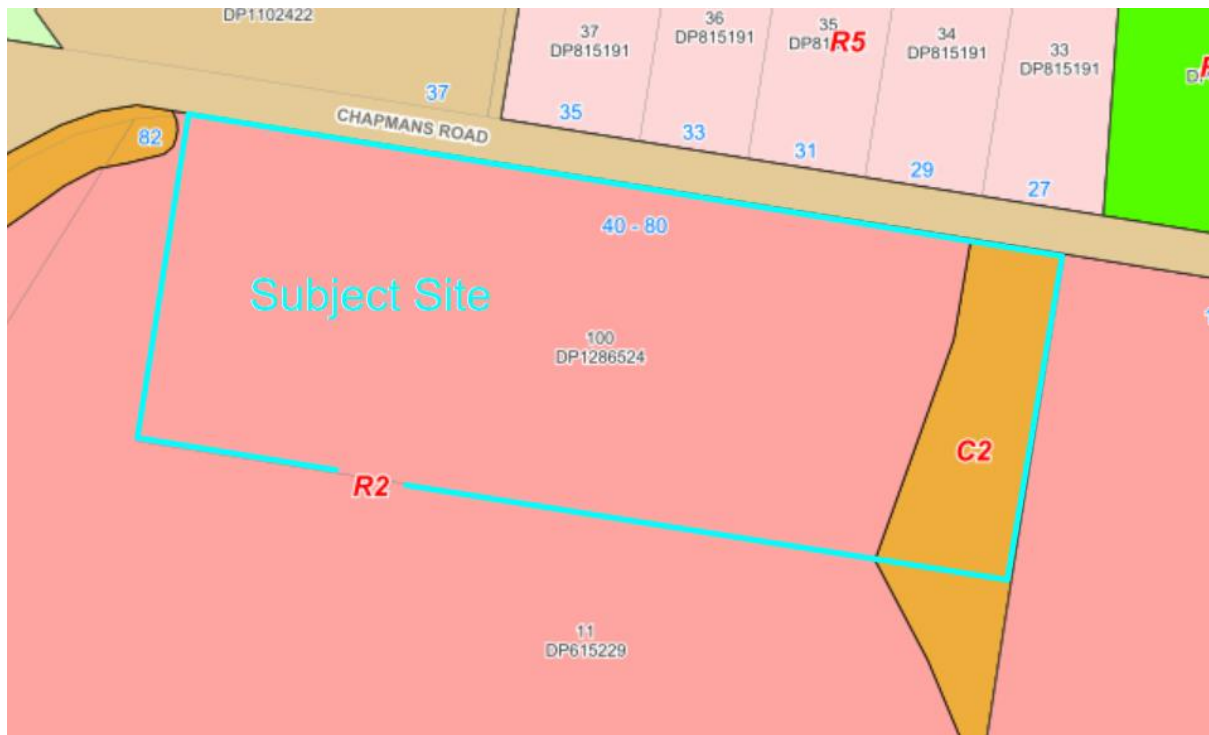 DP1102422
37
DP815191
36
DP815191
35
R5
34
DP815191
33
DP815191
37
CHAPMANS ROAD
35
33
31
29
27
82
40 - 80
Subject Site
100
DP1286524
C2
R2
11
DP615229